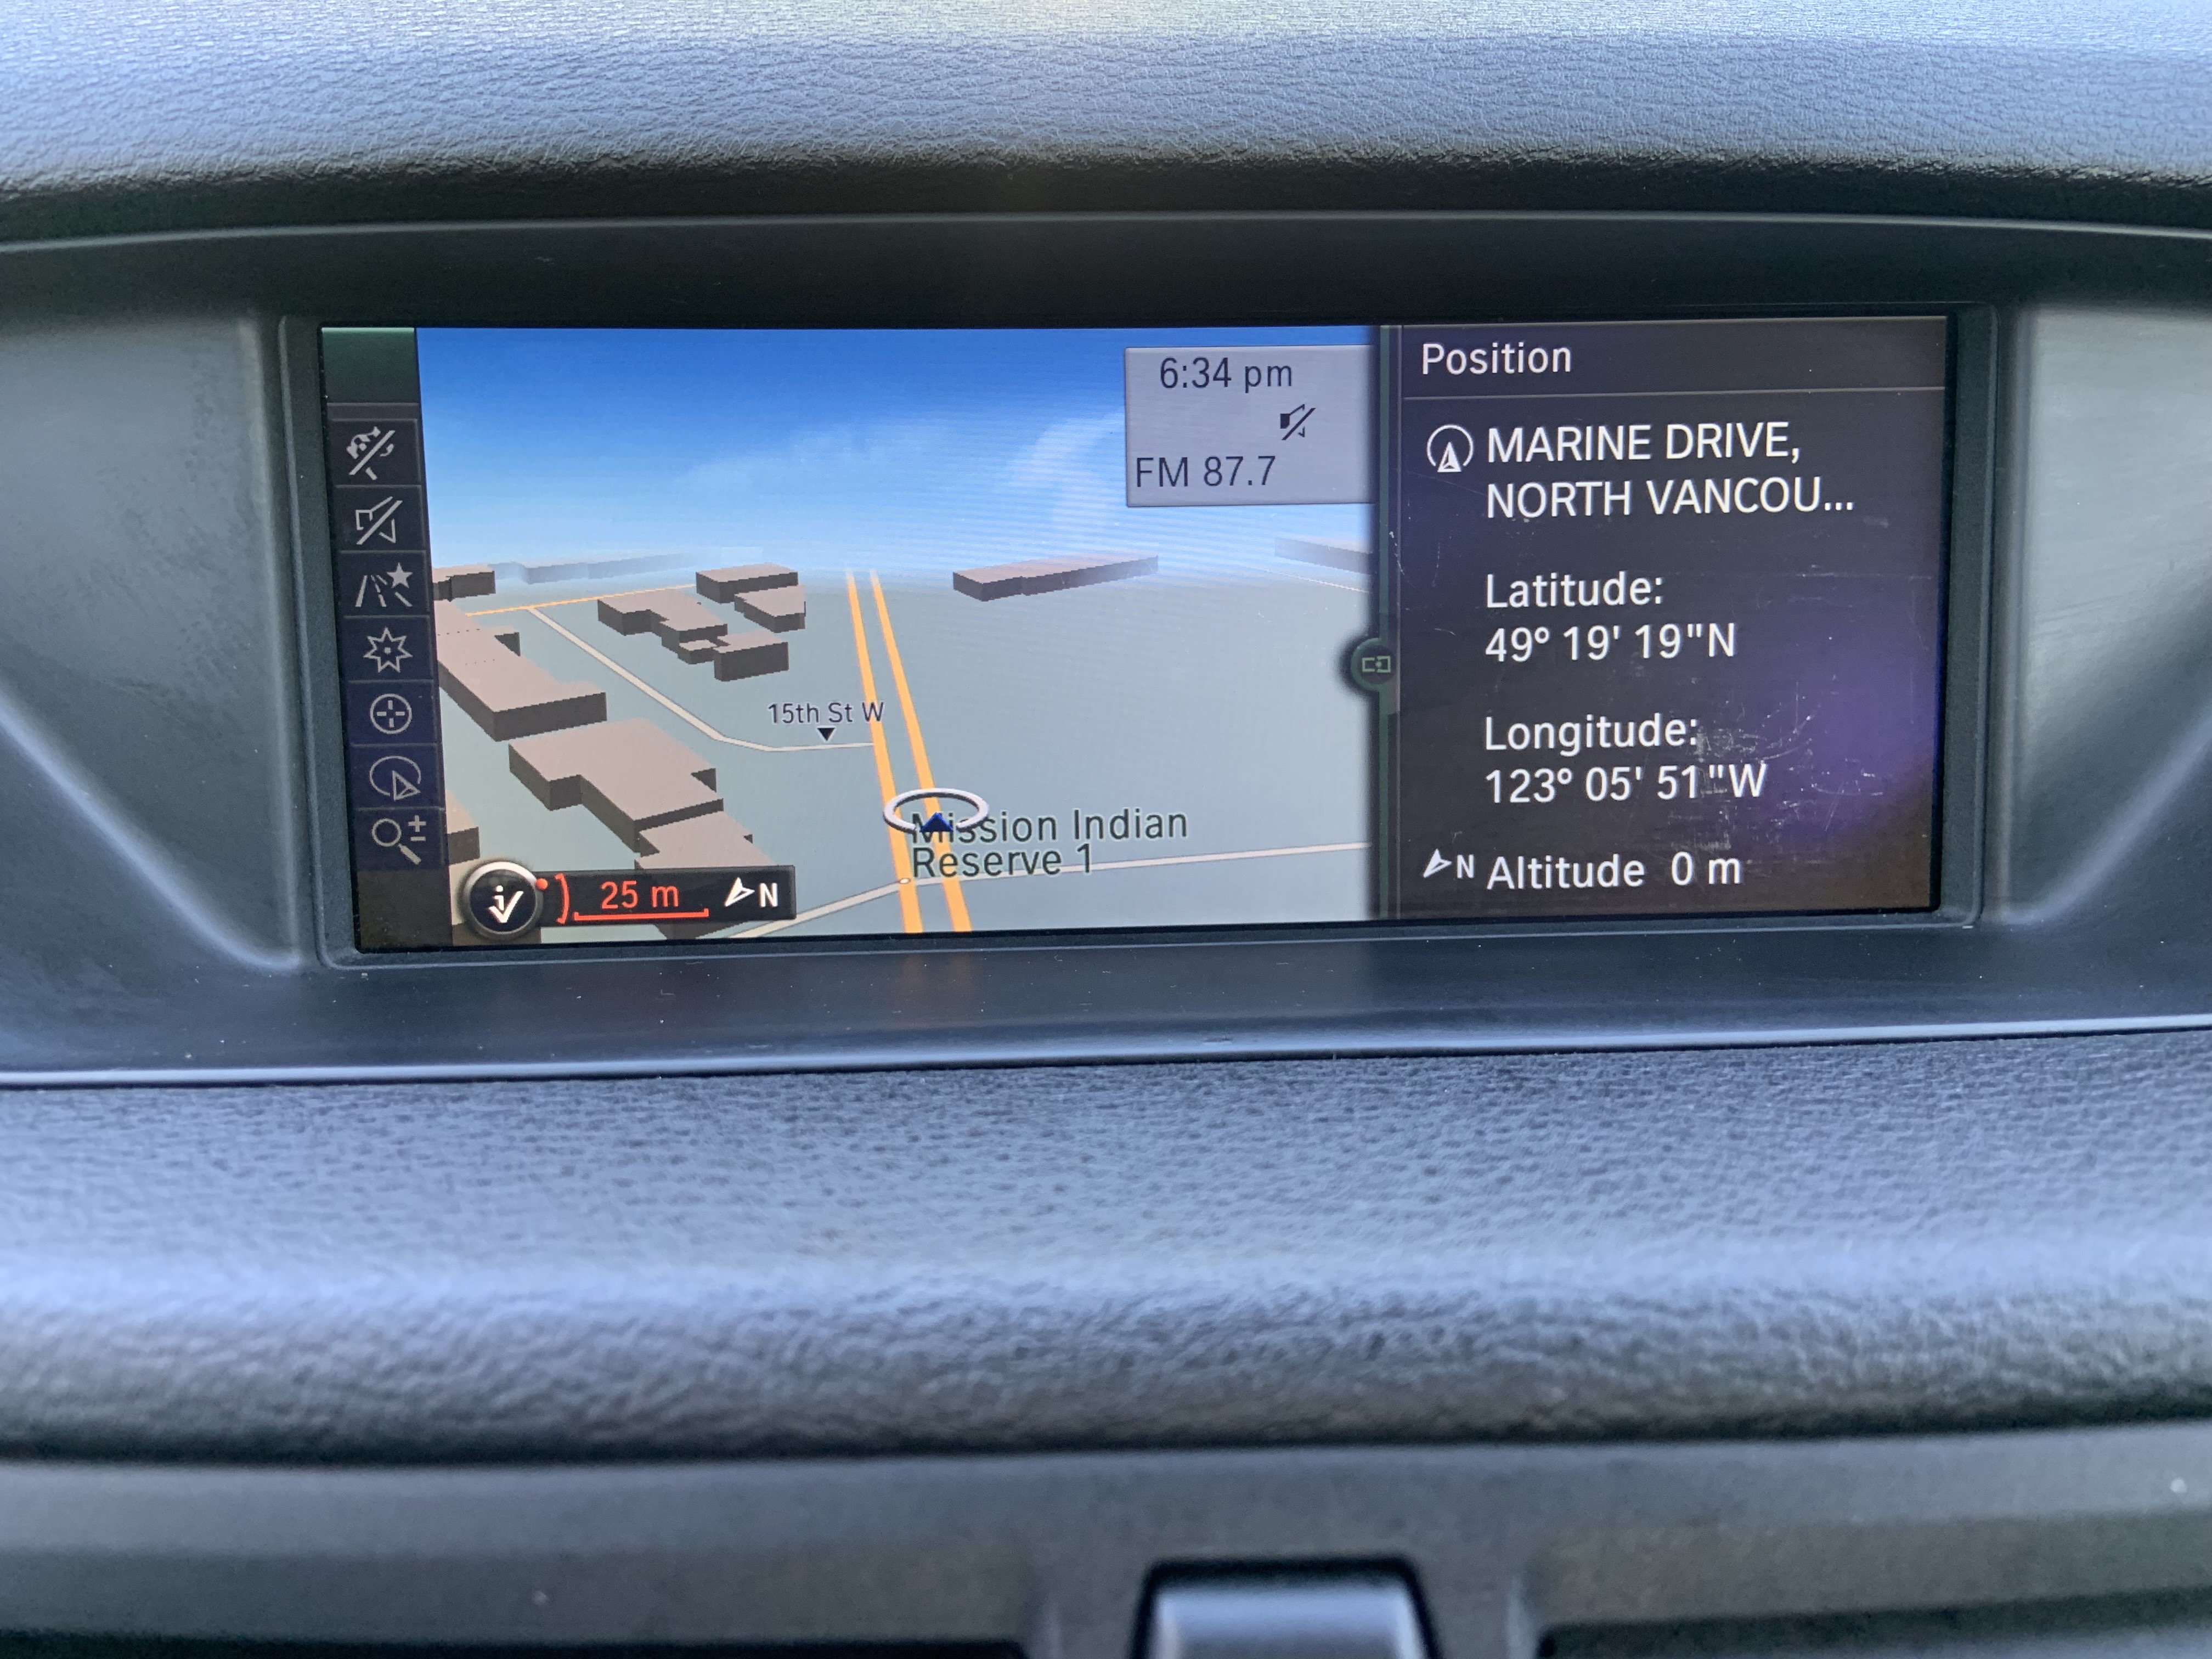 6:34 pm
FM 87.7
15th St W
Mission Indian
Reserve 1
25 m
N
Position
MARINE DRIVE,
NORTH VANCOU...
Latitude:
49° 19' 19"N
Longitude:
123° 05' 51"W
N Altitude 0 m